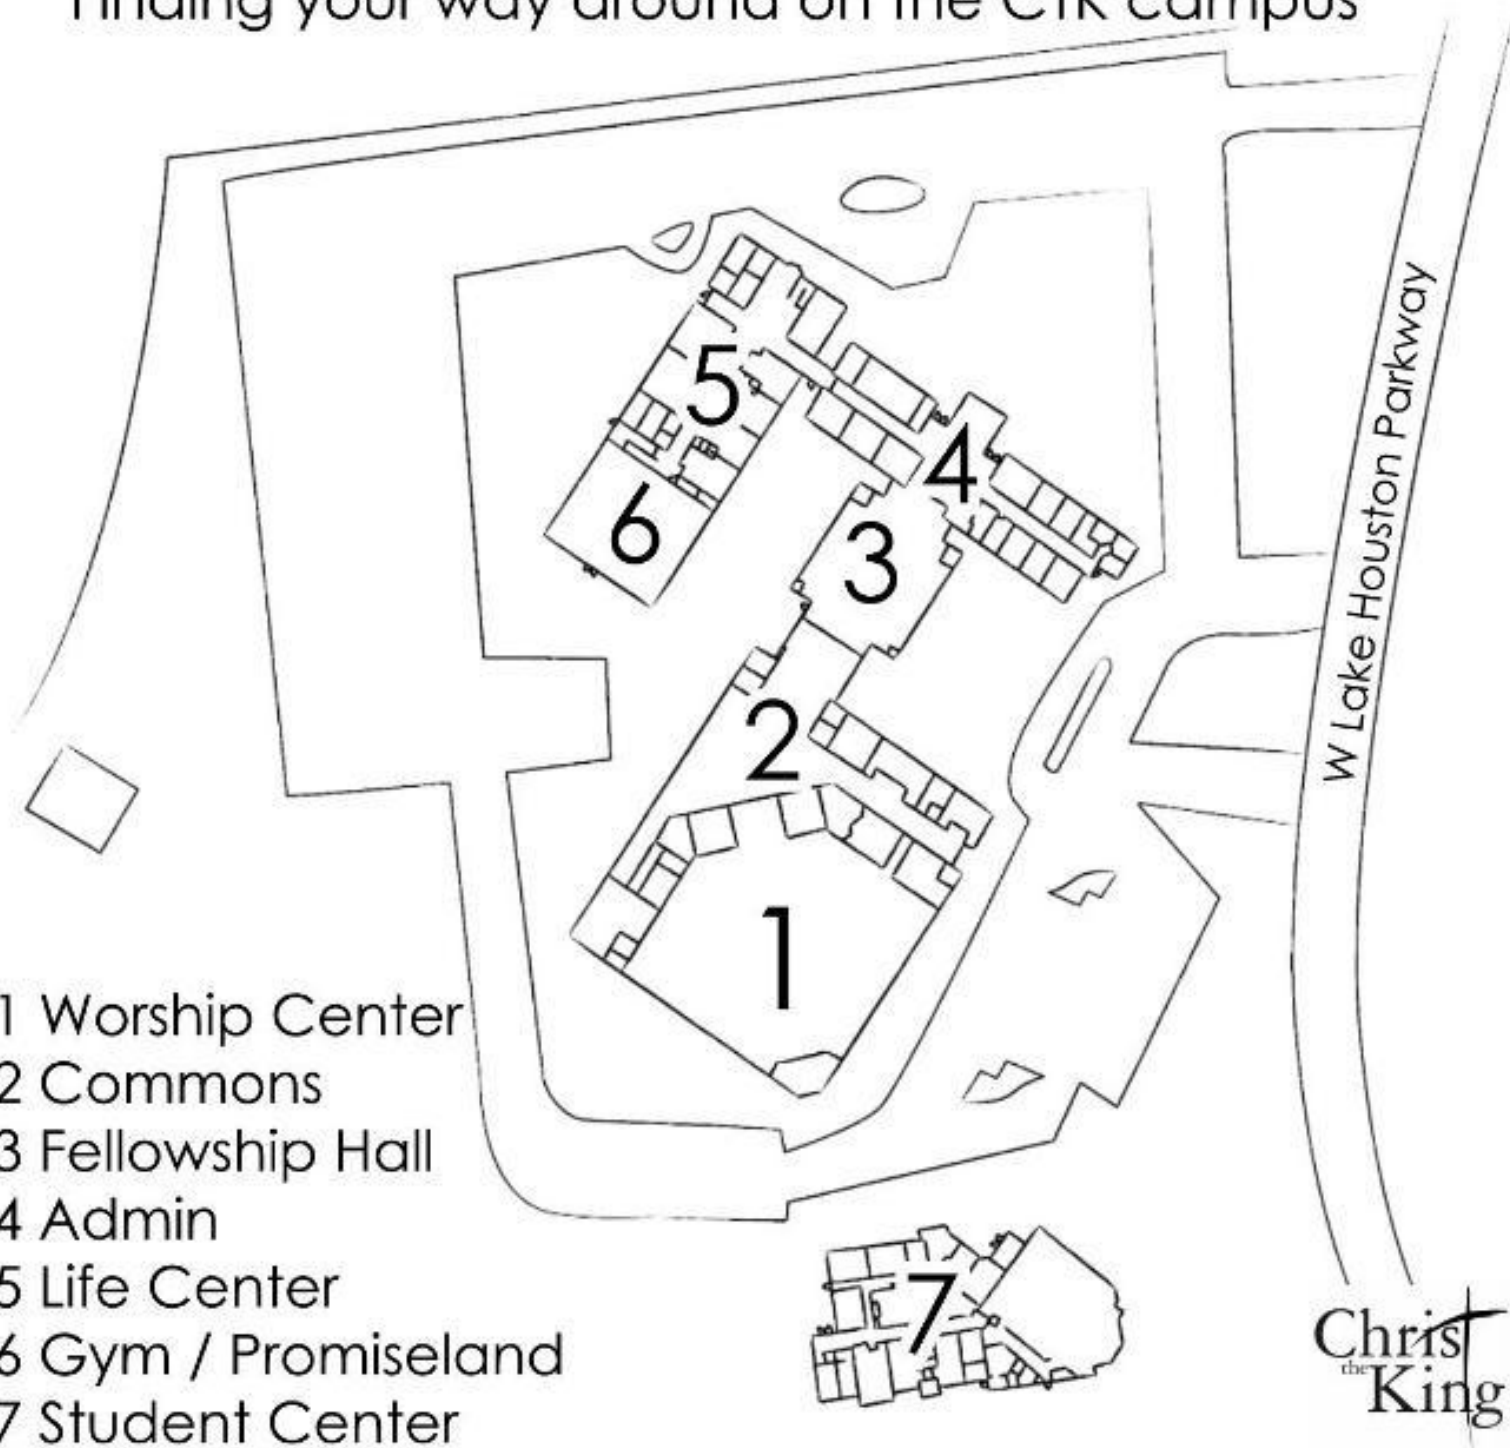 Finding your way around on the CTK campus
W Lake Houston Parkway
5
4
6
3
2
1
7
1 Worship Center
2 Commons
3 Fellowship Hall
4 Admin
5 Life Center
6 Gym / Promiseland
7 Student Center
Christ
the King